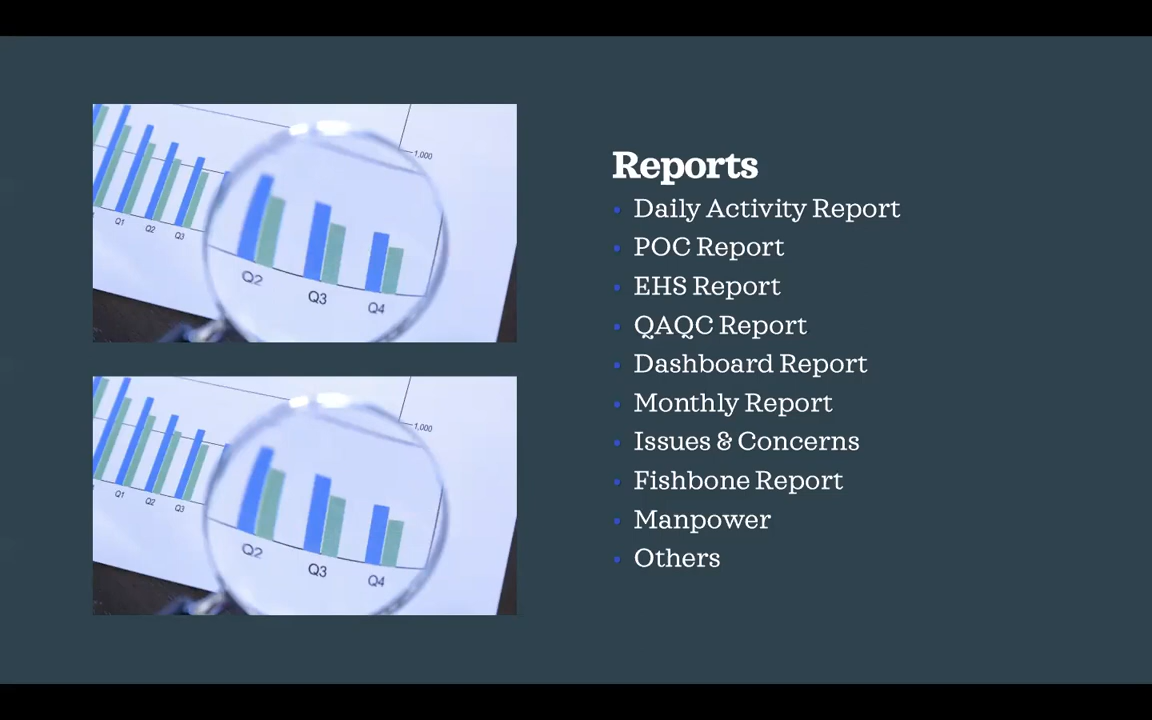 1,000
Q1
Q2
Q3
Q2
Q3
Q4
Reports
Daily Activity Report
POC Report
EHS Report
QAQC Report
Dashboard Report
Monthly Report
Issues & Concerns
Fishbone Report
Manpower
Others
1,000
Q1
Q2
Q3
Q2
Q3
Q4